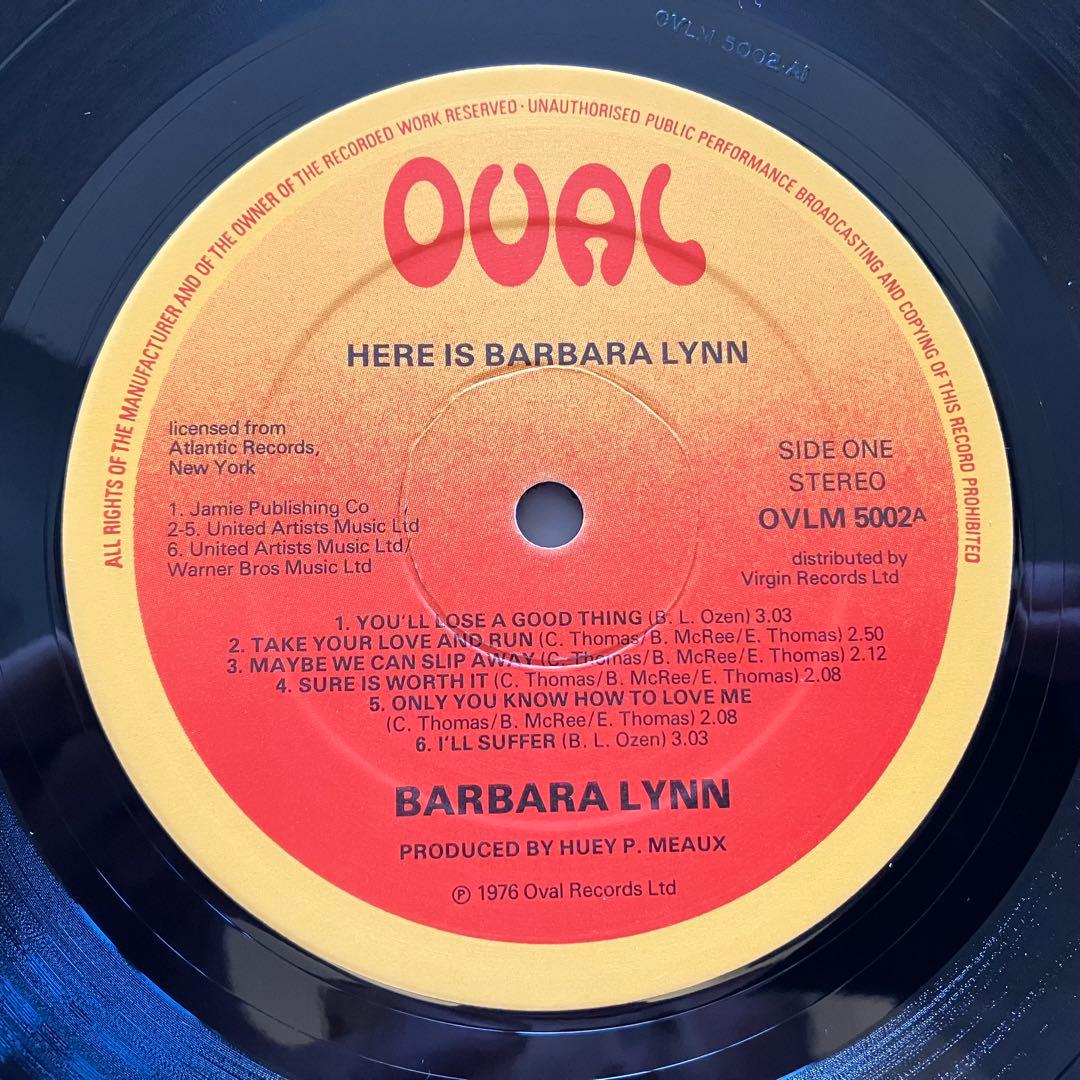 OVLM 5002·A1
ALL RIGHTS OF THE MANUFACTURER AND OF THE OWNER OF THE RECORDED WORK RESERVED · UNAUTHORISED PUBLIC PERFORMANCE BROADCASTING AND COPYING OF THIS RECORD PROHIBITED
OVAL
HERE IS BARBARA LYNN
licensed from
Atlantic Records,
New York
SIDE ONE
STEREO
OVLM 5002A
1. Jamie Publishing Co
2-5. United Artists Music Ltd
6. United Artists Music Ltd/
Warner Bros Music Ltd
distributed by
Virgin Records Ltd
1. YOU'LL LOSE A GOOD THING (B. L. Ozen) 3.03
2. TAKE YOUR LOVE AND RUN (C. Thomas/B. McRee/E. Thomas) 2.50
3. MAYBE WE CAN SLIP AWAY (C. Thomas/B. McRee/E. Thomas) 2.12
4. SURE IS WORTH IT (C. Thomas/B. McRee/E. Thomas) 2.08
5. ONLY YOU KNOW HOW TO LOVE ME
(C. Thomas/B. McRee/E. Thomas) 2.08
6. I'LL SUFFER (B. L. Ozen) 3.03
BARBARA LYNN
PRODUCED BY HUEY P. MEAUX
℗ 1976 Oval Records Ltd